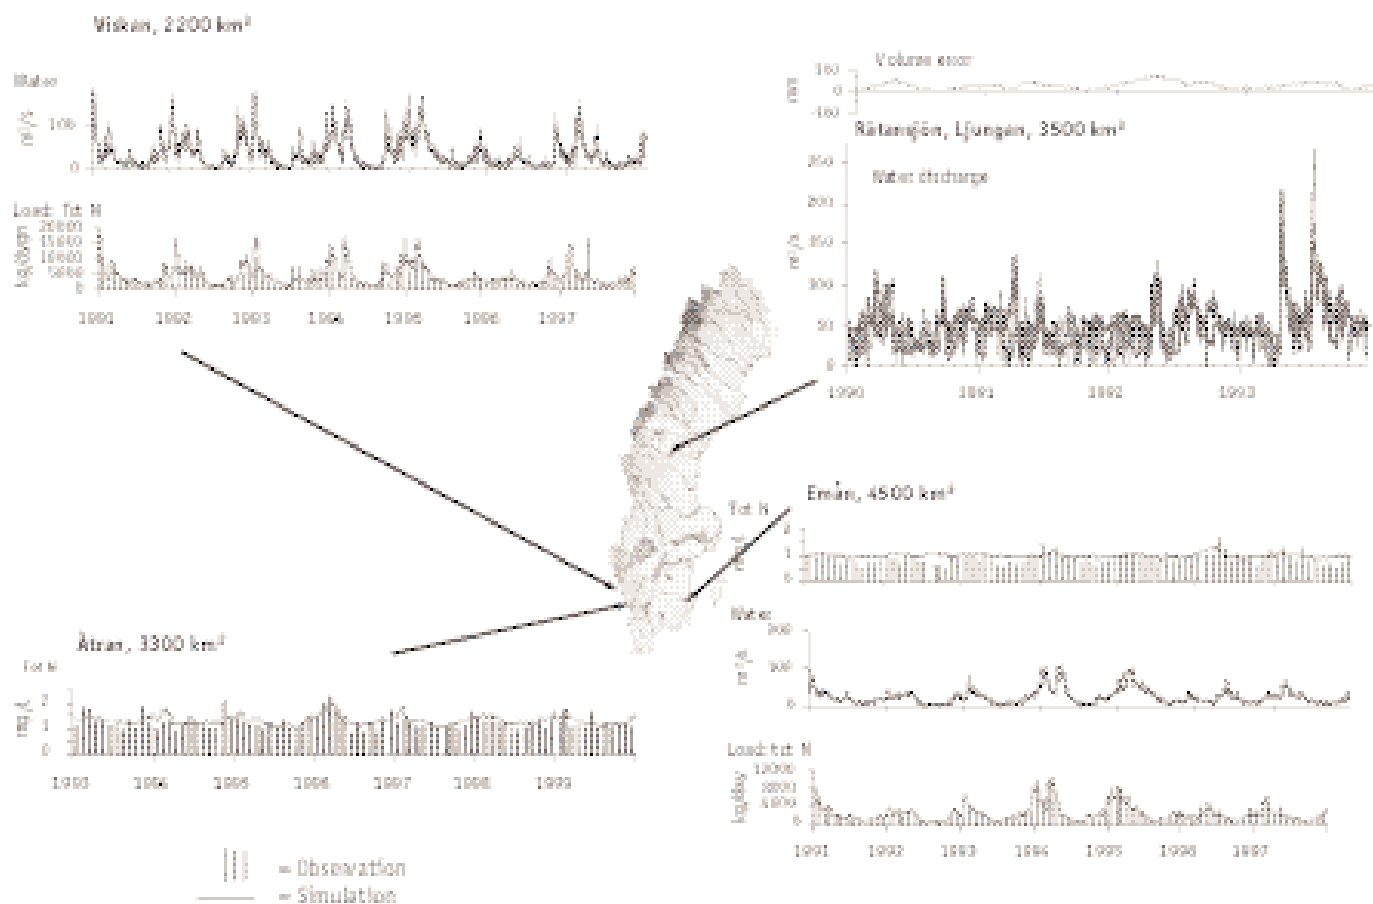 Viskan, 2200 km²
Water
m³/s
100
0
Load: Tot N
kg/dygn
20000
15000
10000
5000
0
1991 1992 1993 1994 1995 1996 1997
Volume error
mm
0
Rätansjön, Ljungan, 3500 km²
Water discharge
m³/s
250
200
150
100
50
0
1990 1991 1992 1993
Emån, 4500 km²
Tot N
1
0
Water
m³/s
200
100
0
Load: tot N
kg/day
0
1991 1992 1993 1994 1995 1996 1997
Ätran, 3300 km²
Tot N
mg/L
2
1
0
1993 1994 1995 1996 1997 1998 1999
= Observation
= Simulation